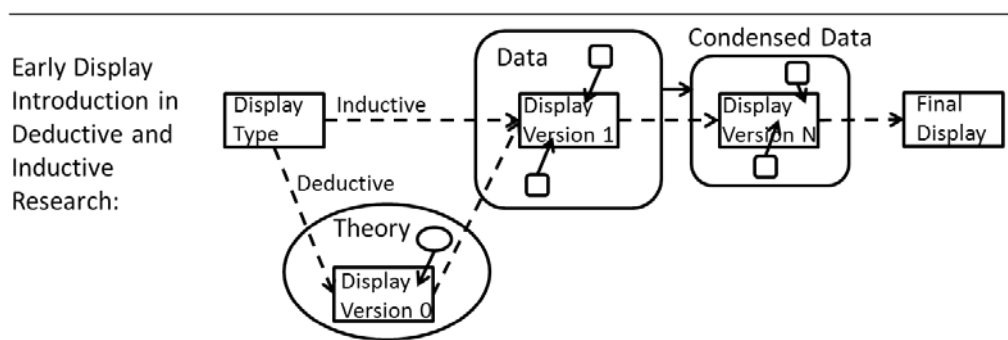 Early Display
Introduction in
Deductive and
Inductive
Research:
Display
Type
Inductive
Deductive
Theory
Display
Version 0
Data
Display
Version 1
Condensed Data
Display
Version N
Final
Display